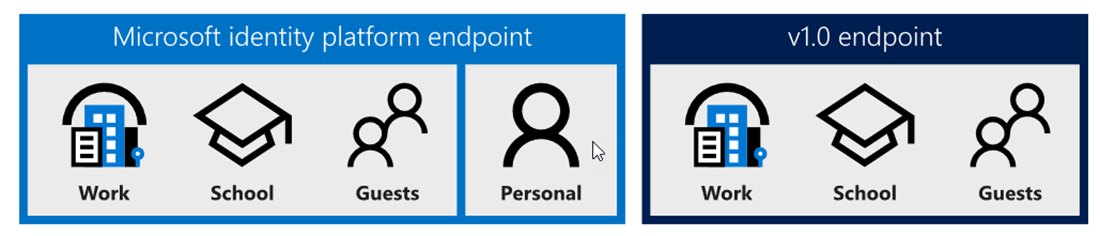 Microsoft identity platform endpoint
Work School Guests Personal
v1.0 endpoint
Work School Guests